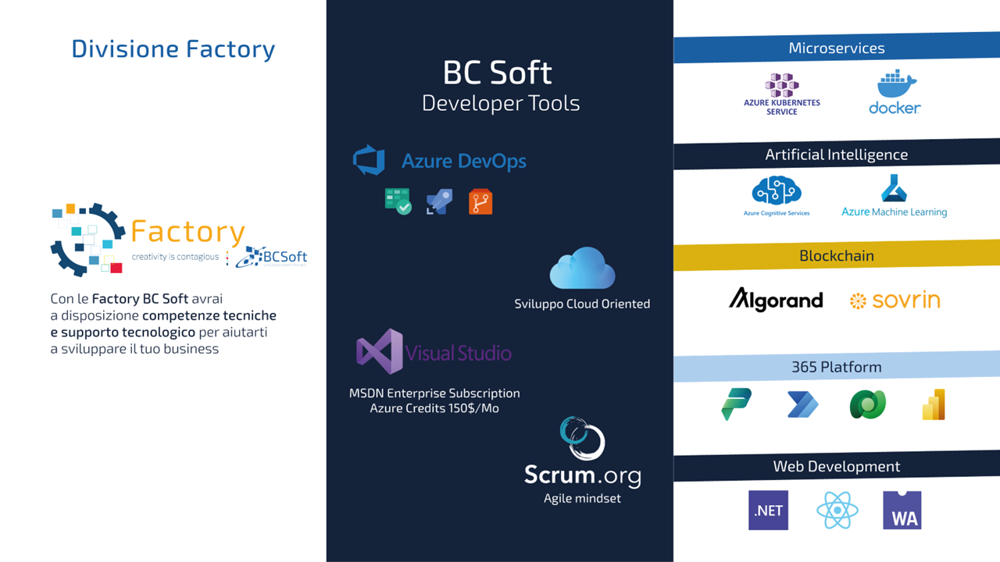 Divisione Factory
Factory
creativity is contagious
BCSoft
Con le Factory BC Soft avrai
a disposizione competenze tecniche
e supporto tecnologico per aiutarti
a sviluppare il tuo business
BC Soft
Developer Tools
Azure DevOps
Sviluppo Cloud Oriented
Visual Studio
MSDN Enterprise Subscription
Azure Credits 150$/Mo
Scrum.org
Agile mindset
Microservices
AZURE KUBERNETES
SERVICE
docker
Artificial Intelligence
Azure Cognitive Services
Azure Machine Learning
Blockchain
Algorand
sovrin
365 Platform
Web Development
.NET
WA